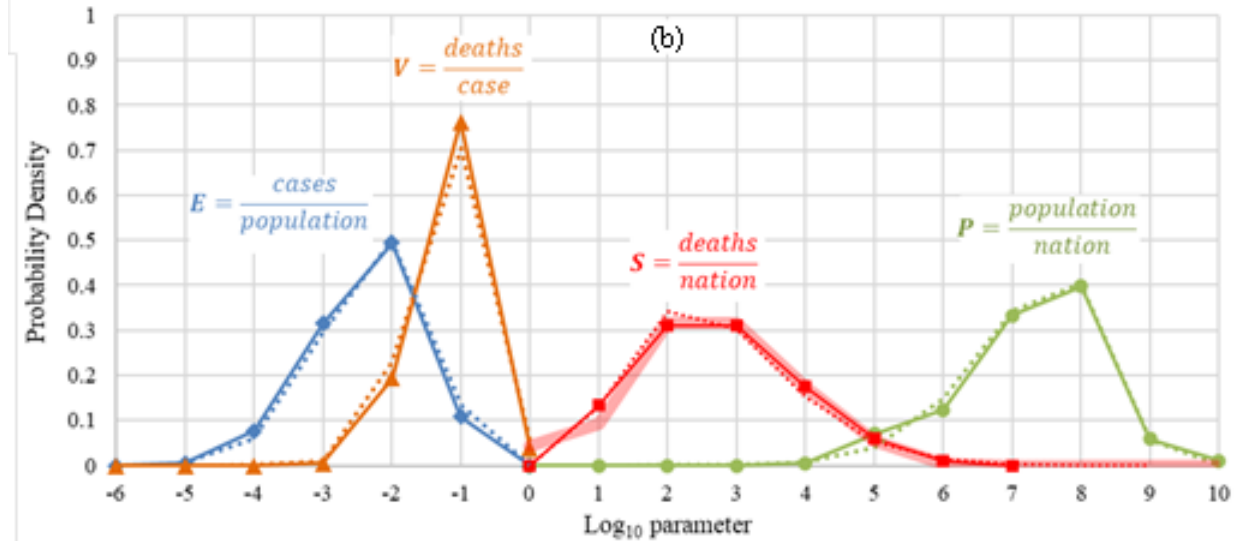 (b)
V = deaths/case
E = cases/population
S = deaths/nation
P = population/nation
Probability Density
1
0.9
0.8
0.7
0.6
0.5
0.4
0.3
0.2
0.1
0
-6 -5 -4 -3 -2 -1 0 1 2 3 4 5 6 7 8 9 10
Log₁₀ parameter